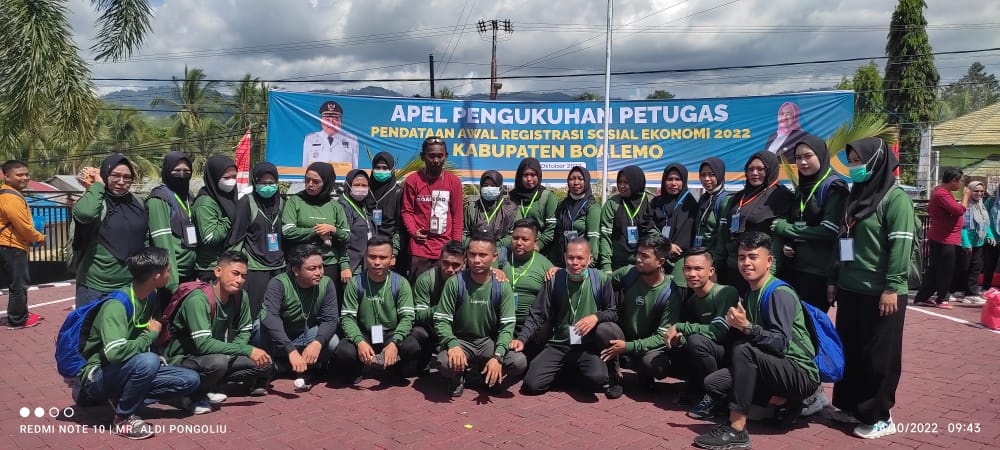 APEL PENGUKUHAN PETUGAS
PENDATAAN AWAL REGISTRASI SOSIAL EKONOMI 2022
KABUPATEN BOALEMO
REDMI NOTE 10 | MR. ALDI PONGOLIU
14/10/2022 09:43